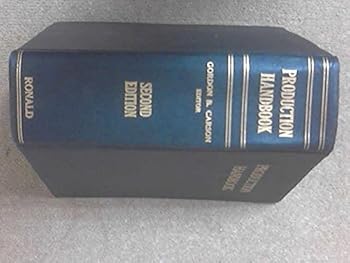 PRODUCTION
HANDBOOK
GORDON B. CARSON
EDITOR
SECOND
EDITION
RONALD
PRODUCTION
HANDBOOK